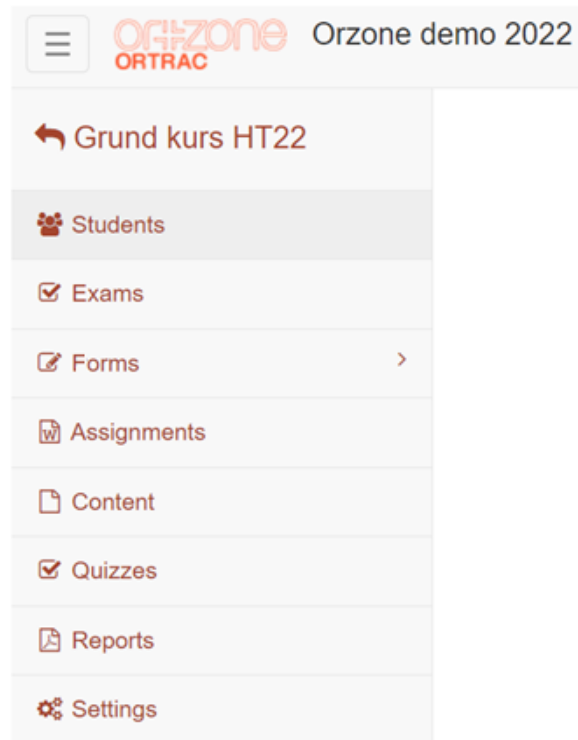 Orzone
ORTRAC
Orzone demo 2022
Grund kurs HT22
Students
Exams
Forms
Assignments
Content
Quizzes
Reports
Settings